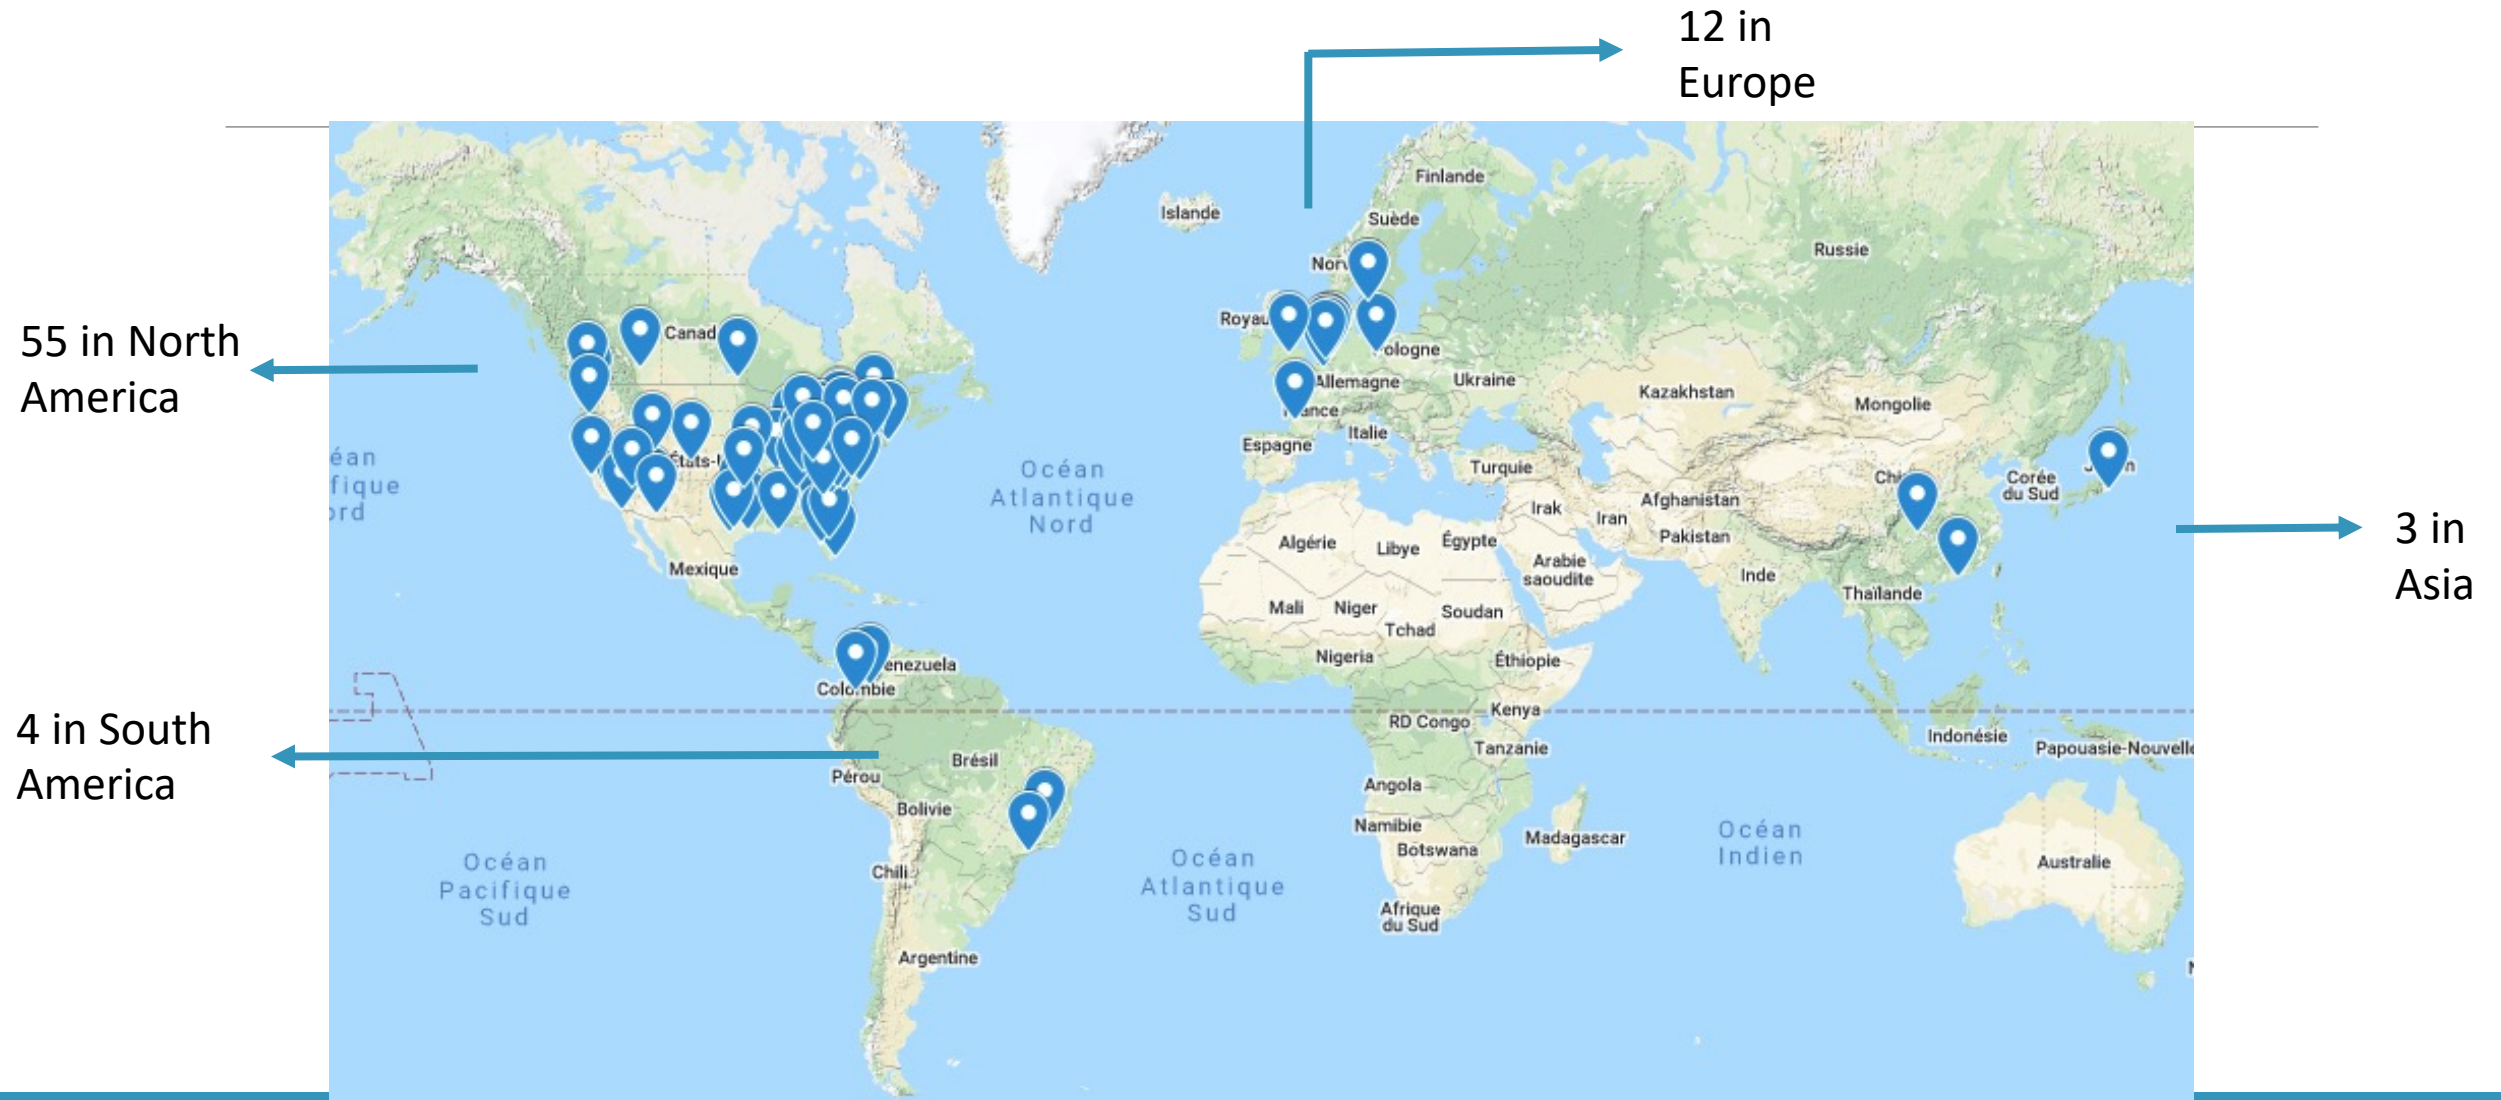 12 in
Europe
55 in North
America
4 in South
America
3 in
Asia
Finlande
Islande
Suède
Russie
Canad
Ukraine
Allemagne
Kazakhstan
Mongolie
Italie
Espagne
Turquie
Corée
du Sud
Afghanistan
Irak
Iran
Pakistan
Océan
Atlantique
Nord
Algérie
Libye
Égypte
Arabie
saoudite
Inde
Thaïlande
Mexique
Mali
Niger
Soudan
Tchad
Nigeria
Éthiopie
enezuela
Kenya
RD Congo
Tanzanie
Indonésie
Papouasie-Nouvelle
Brésil
Pérou
Bolivie
Angola
Namibie
Botswana
Madagascar
Océan
Indien
Australie
Océan
Pacifique
Sud
Chili
Océan
Atlantique
Sud
Afrique
du Sud
Argentine